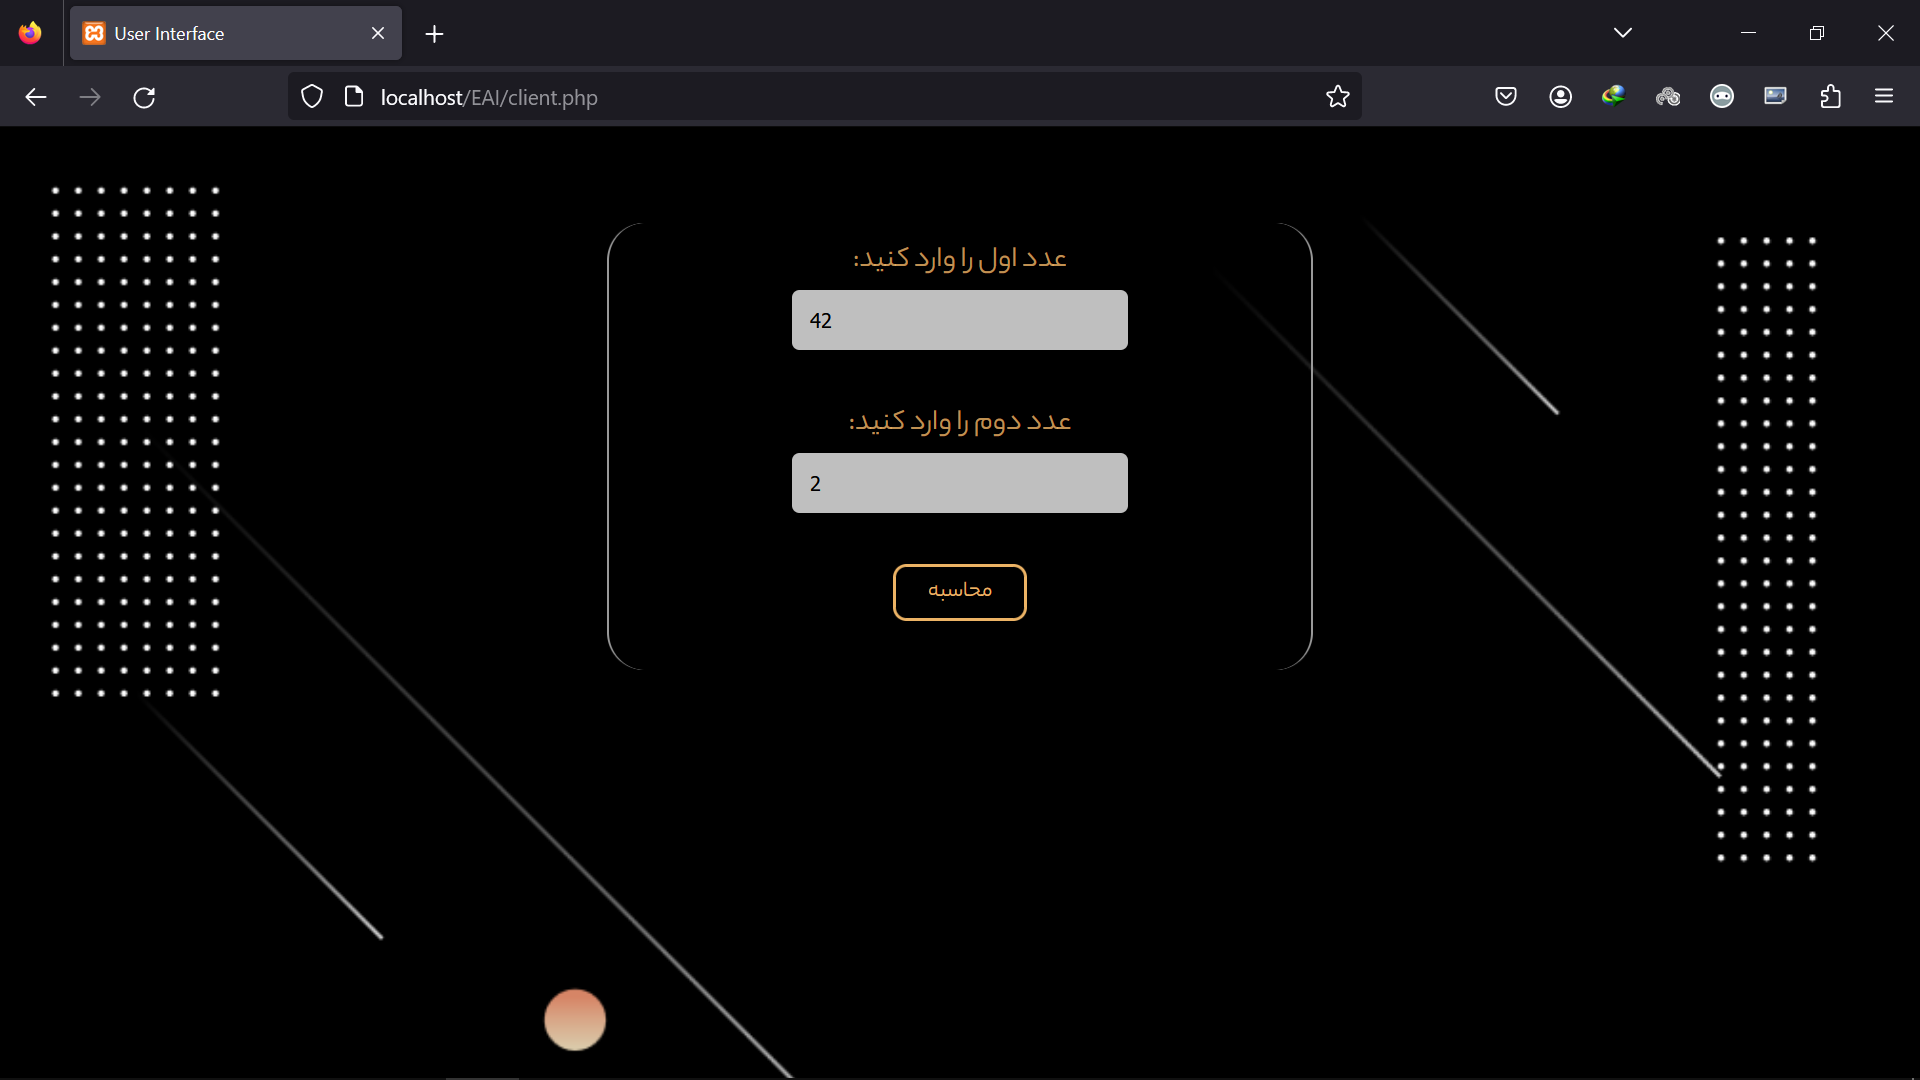 User Interface
localhost/EAI/client.php
عدد اول را وارد کنید:
42
عدد دوم را وارد کنید:
2
محاسبه